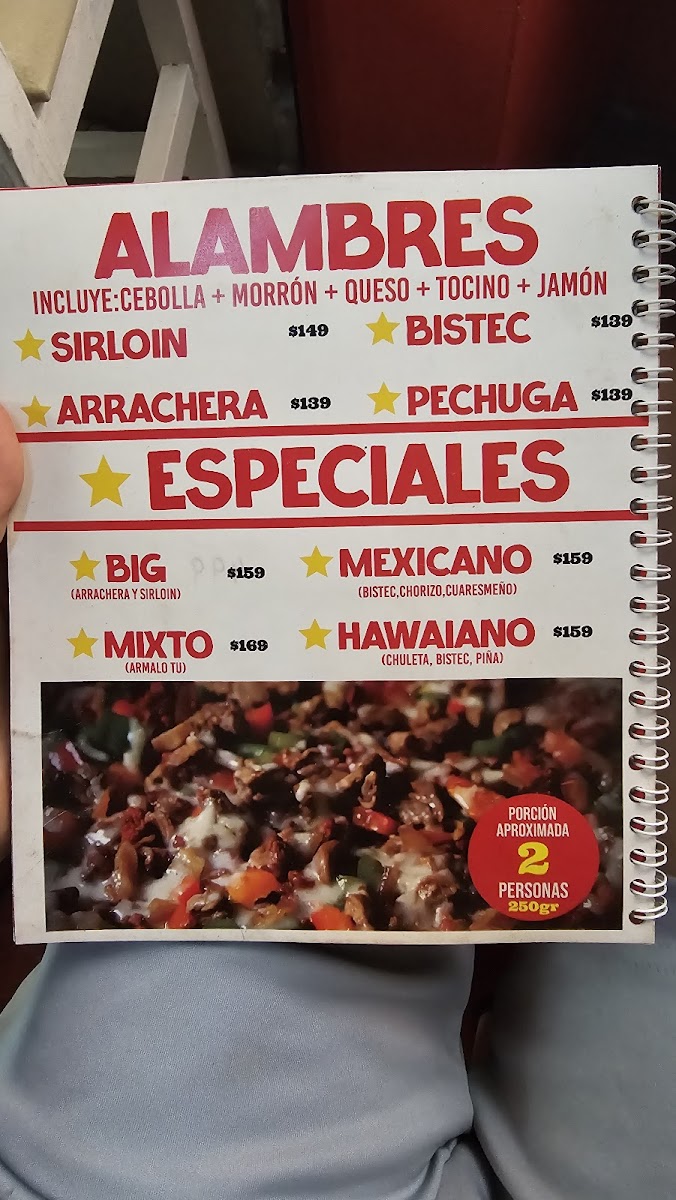 ALAMBRES
INCLUYE:CEBOLLA + MORRÓN + QUESO + TOCINO + JAMÓN
SIRLOIN $149
BISTEC $139
ARRACHERA $139
PECHUGA $139
ESPECIALES
BIG $159
(ARRACHERA Y SIRLOIN)
MEXICANO $159
(BISTEC,CHORIZO,CUARESMEÑO)
MIXTO $169
(ARMALO TU)
HAWAIANO $159
(CHULETA, BISTEC, PIÑA)
PORCIÓN
APROXIMADA
2
PERSONAS
250gr